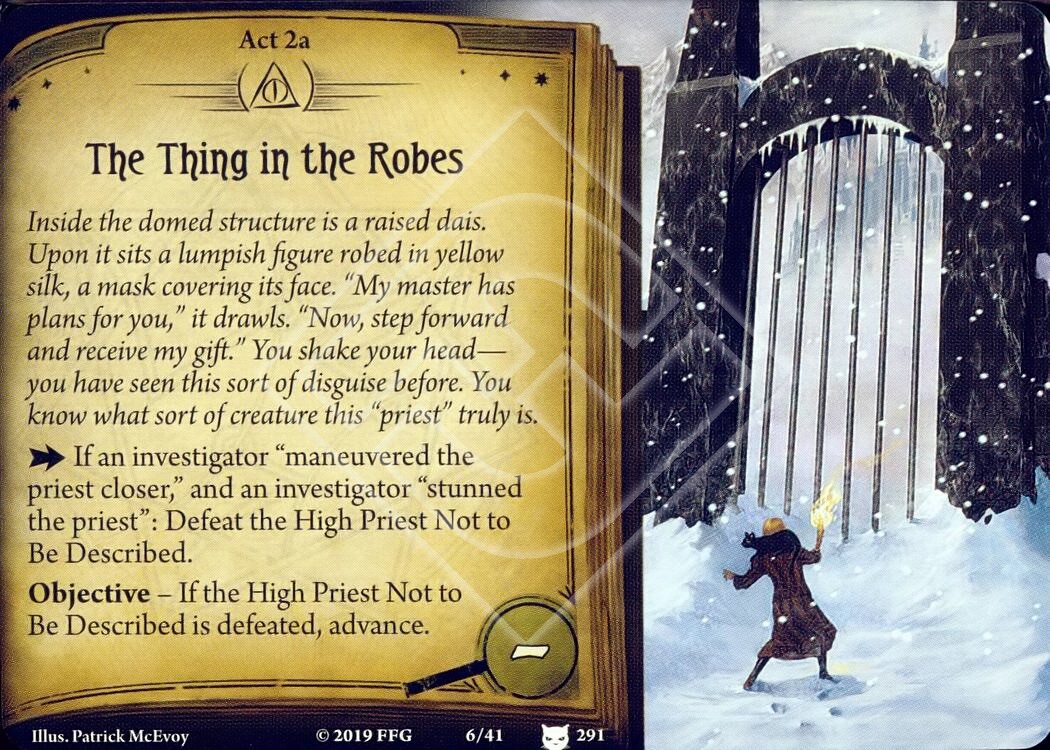 Act 2a
The Thing in the Robes
Inside the domed structure is a raised dais.
Upon it sits a lumpish figure robed in yellow
silk, a mask covering its face. “My master has
plans for you,” it drawls. “Now, step forward
and receive my gift.” You shake your head—
you have seen this sort of disguise before. You
know what sort of creature this “priest” truly is.
If an investigator “maneuvered the
priest closer,” and an investigator “stunned
the priest”: Defeat the High Priest Not to
Be Described.
Objective – If the High Priest Not to
Be Described is defeated, advance.
–
Illus. Patrick McEvoy © 2019 FFG 6/41 291